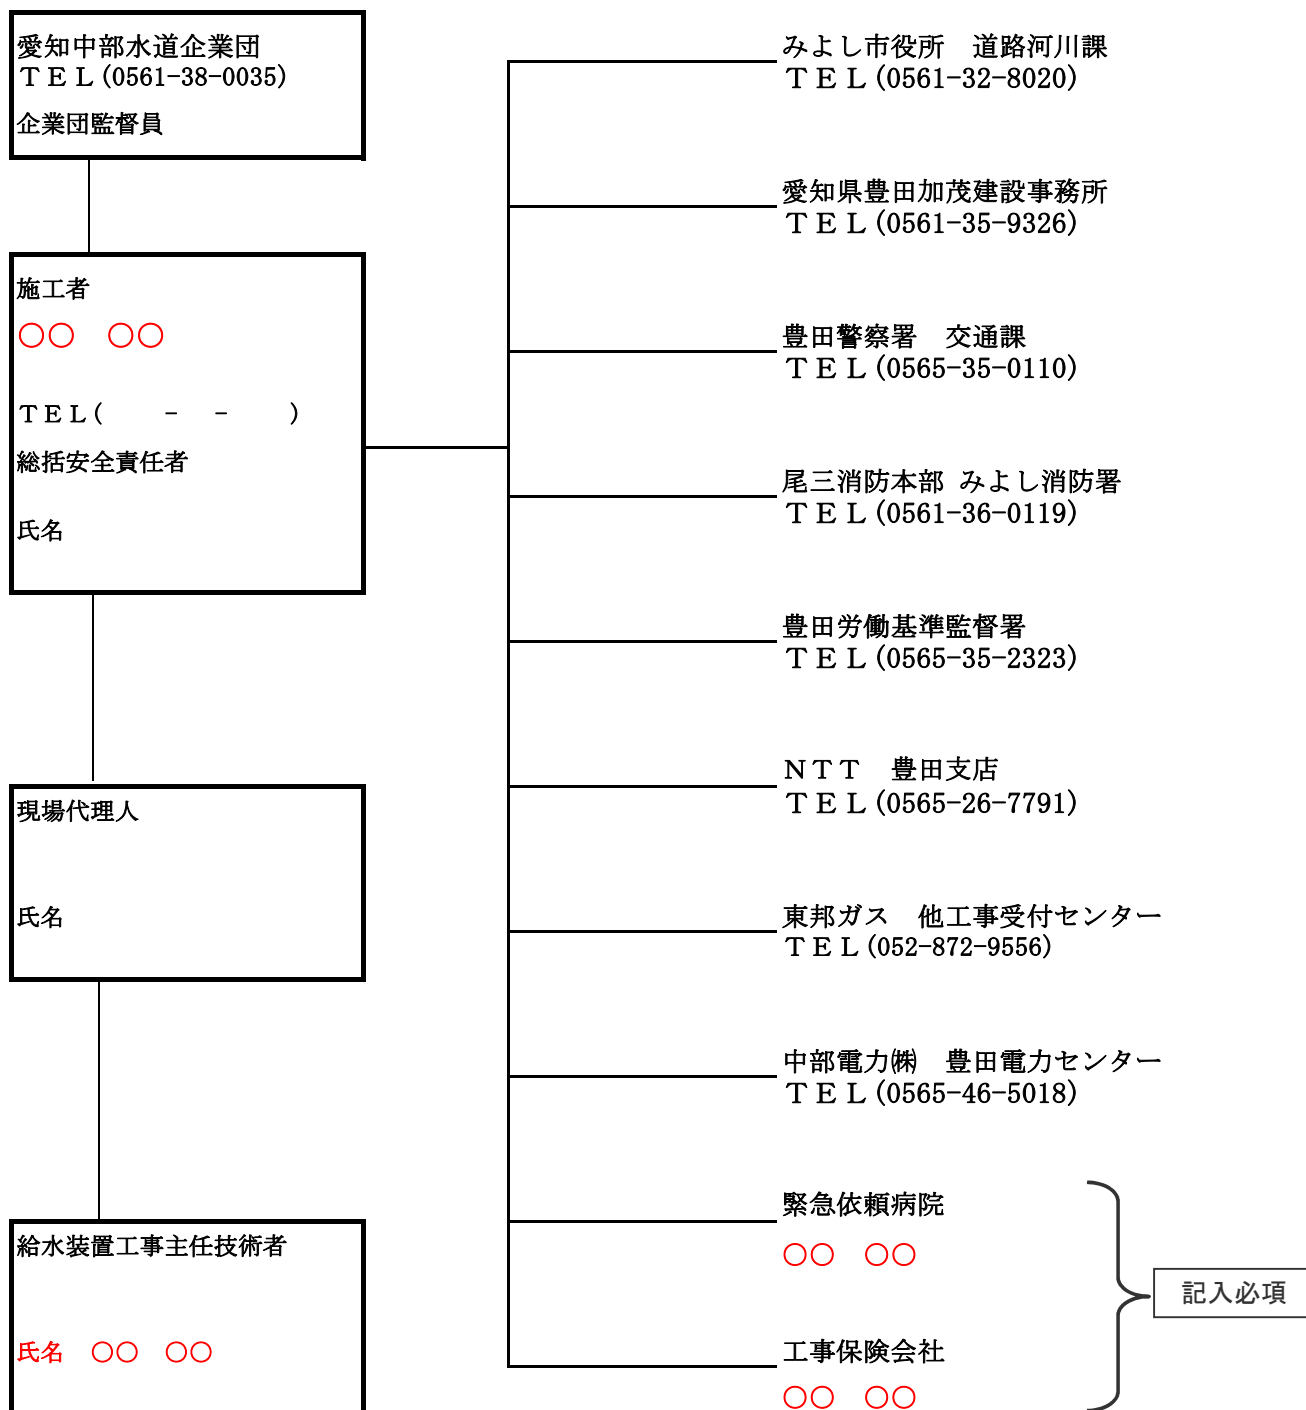 愛知中部水道企業団
ＴＥＬ(0561-38-0035)
企業団監督員
施工者
○○　○○
ＴＥＬ(　　-　-　　)
総括安全責任者
氏名
現場代理人
氏名
給水装置工事主任技術者
氏名　○○　○○
みよし市役所　道路河川課
ＴＥＬ(0561-32-8020)
愛知県豊田加茂建設事務所
ＴＥＬ(0561-35-9326)
豊田警察署　交通課
ＴＥＬ(0565-35-0110)
尾三消防本部 みよし消防署
ＴＥＬ(0561-36-0119)
豊田労働基準監督署
ＴＥＬ(0565-35-2323)
ＮＴＴ　豊田支店
ＴＥＬ(0565-26-7791)
東邦ガス　他工事受付センター
ＴＥＬ(052-872-9556)
中部電力㈱　豊田電力センター
ＴＥＬ(0565-46-5018)
緊急依頼病院
○○　○○
工事保険会社
○○　○○
記入必項